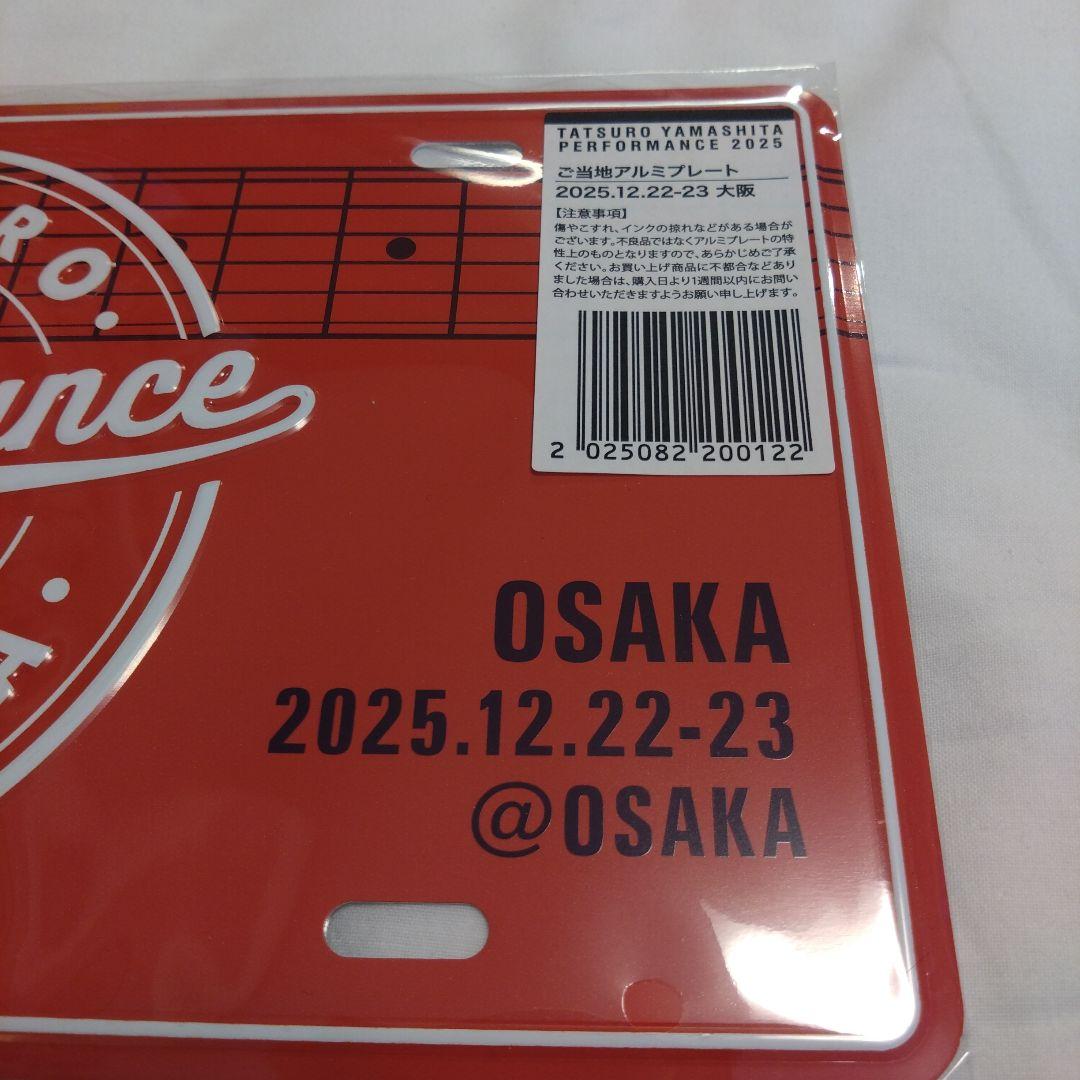 TATSURO YAMASHITA
PERFORMANCE 2025
ご当地アルミプレート
2025.12.22-23 大阪
【注意事項】
傷やこすれ、インクの掠れなどがある場合が
ございます。不良品ではなくアルミプレートの特
性上のものとなりますので、あらかじめご了承
ください。お買い上げ商品に不都合などあり
ました場合は、購入日より1週間以内にお問い
合わせいただきますようお願い申し上げます。
2 025082 200122
RO
ance
OSAKA
2025.12.22-23
@OSAKA